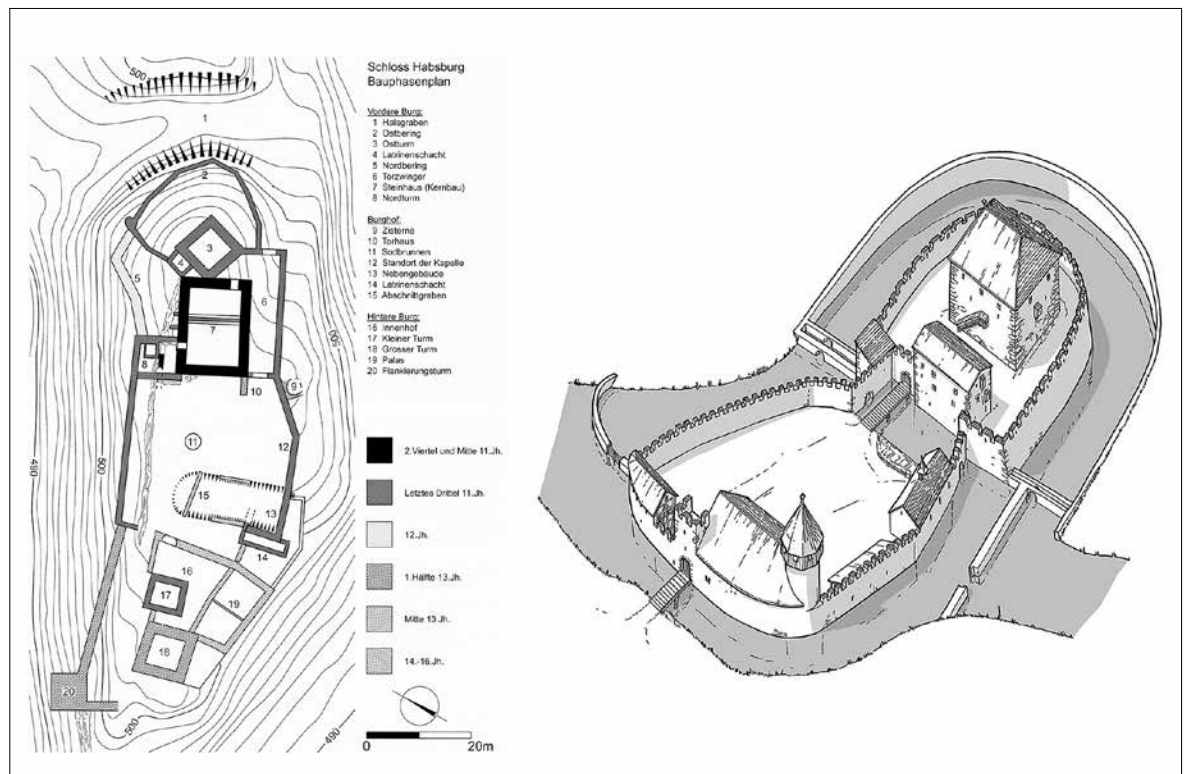 Schloss Habsburg
Bauphasenplan
Vordere Burg:
1 Halsgraben
2 Ostbering
3 Ostturm
4 Latrinenschacht
5 Nordbering
6 Torzwinger
7 Steinhaus (Kernbau)
8 Nordturm
Burghof:
9 Zisterne
10 Torhaus
11 Sodbrunnen
12 Standort der Kapelle
13 Nebengebäude
14 Latrinenschacht
15 Abschnittgraben
Hintere Burg:
16 Innenhof
17 Kleiner Turm
18 Grosser Turm
19 Palas
20 Flankierungsturm
2.Viertel und Mitte 11.Jh.
Letztes Drittel 11.Jh.
12.Jh.
1.Hälfte 13.Jh.
Mitte 13.Jh.
14.-16.Jh.
0 20m
500
1
2
3
4
5
6
7
8
9
10
500
11
12
490
500
15
13
14
16
17
19
18
20
500
490